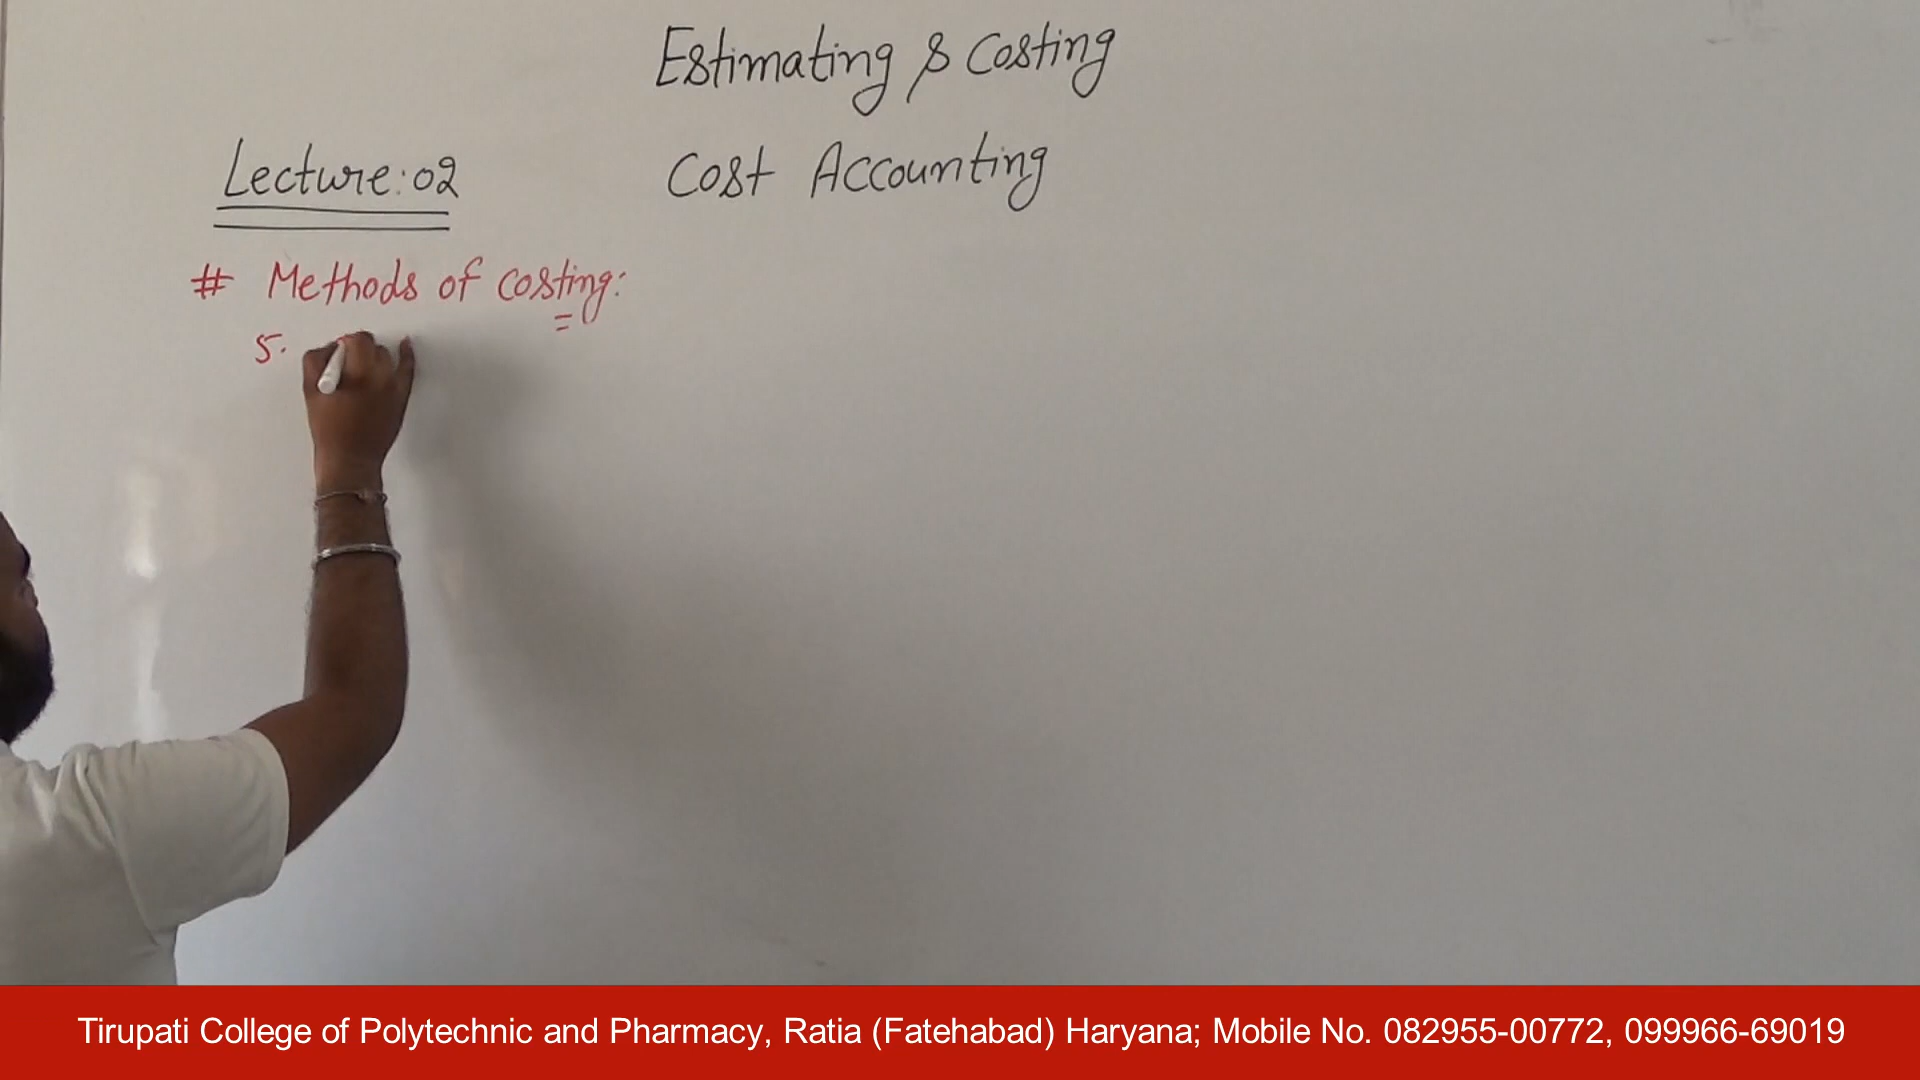 Estimating & Costing
Lecture:02
Cost Accounting
# Methods of costing:
5.
Tirupati College of Polytechnic and Pharmacy, Ratia (Fatehabad) Haryana; Mobile No. 082955-00772, 099966-69019